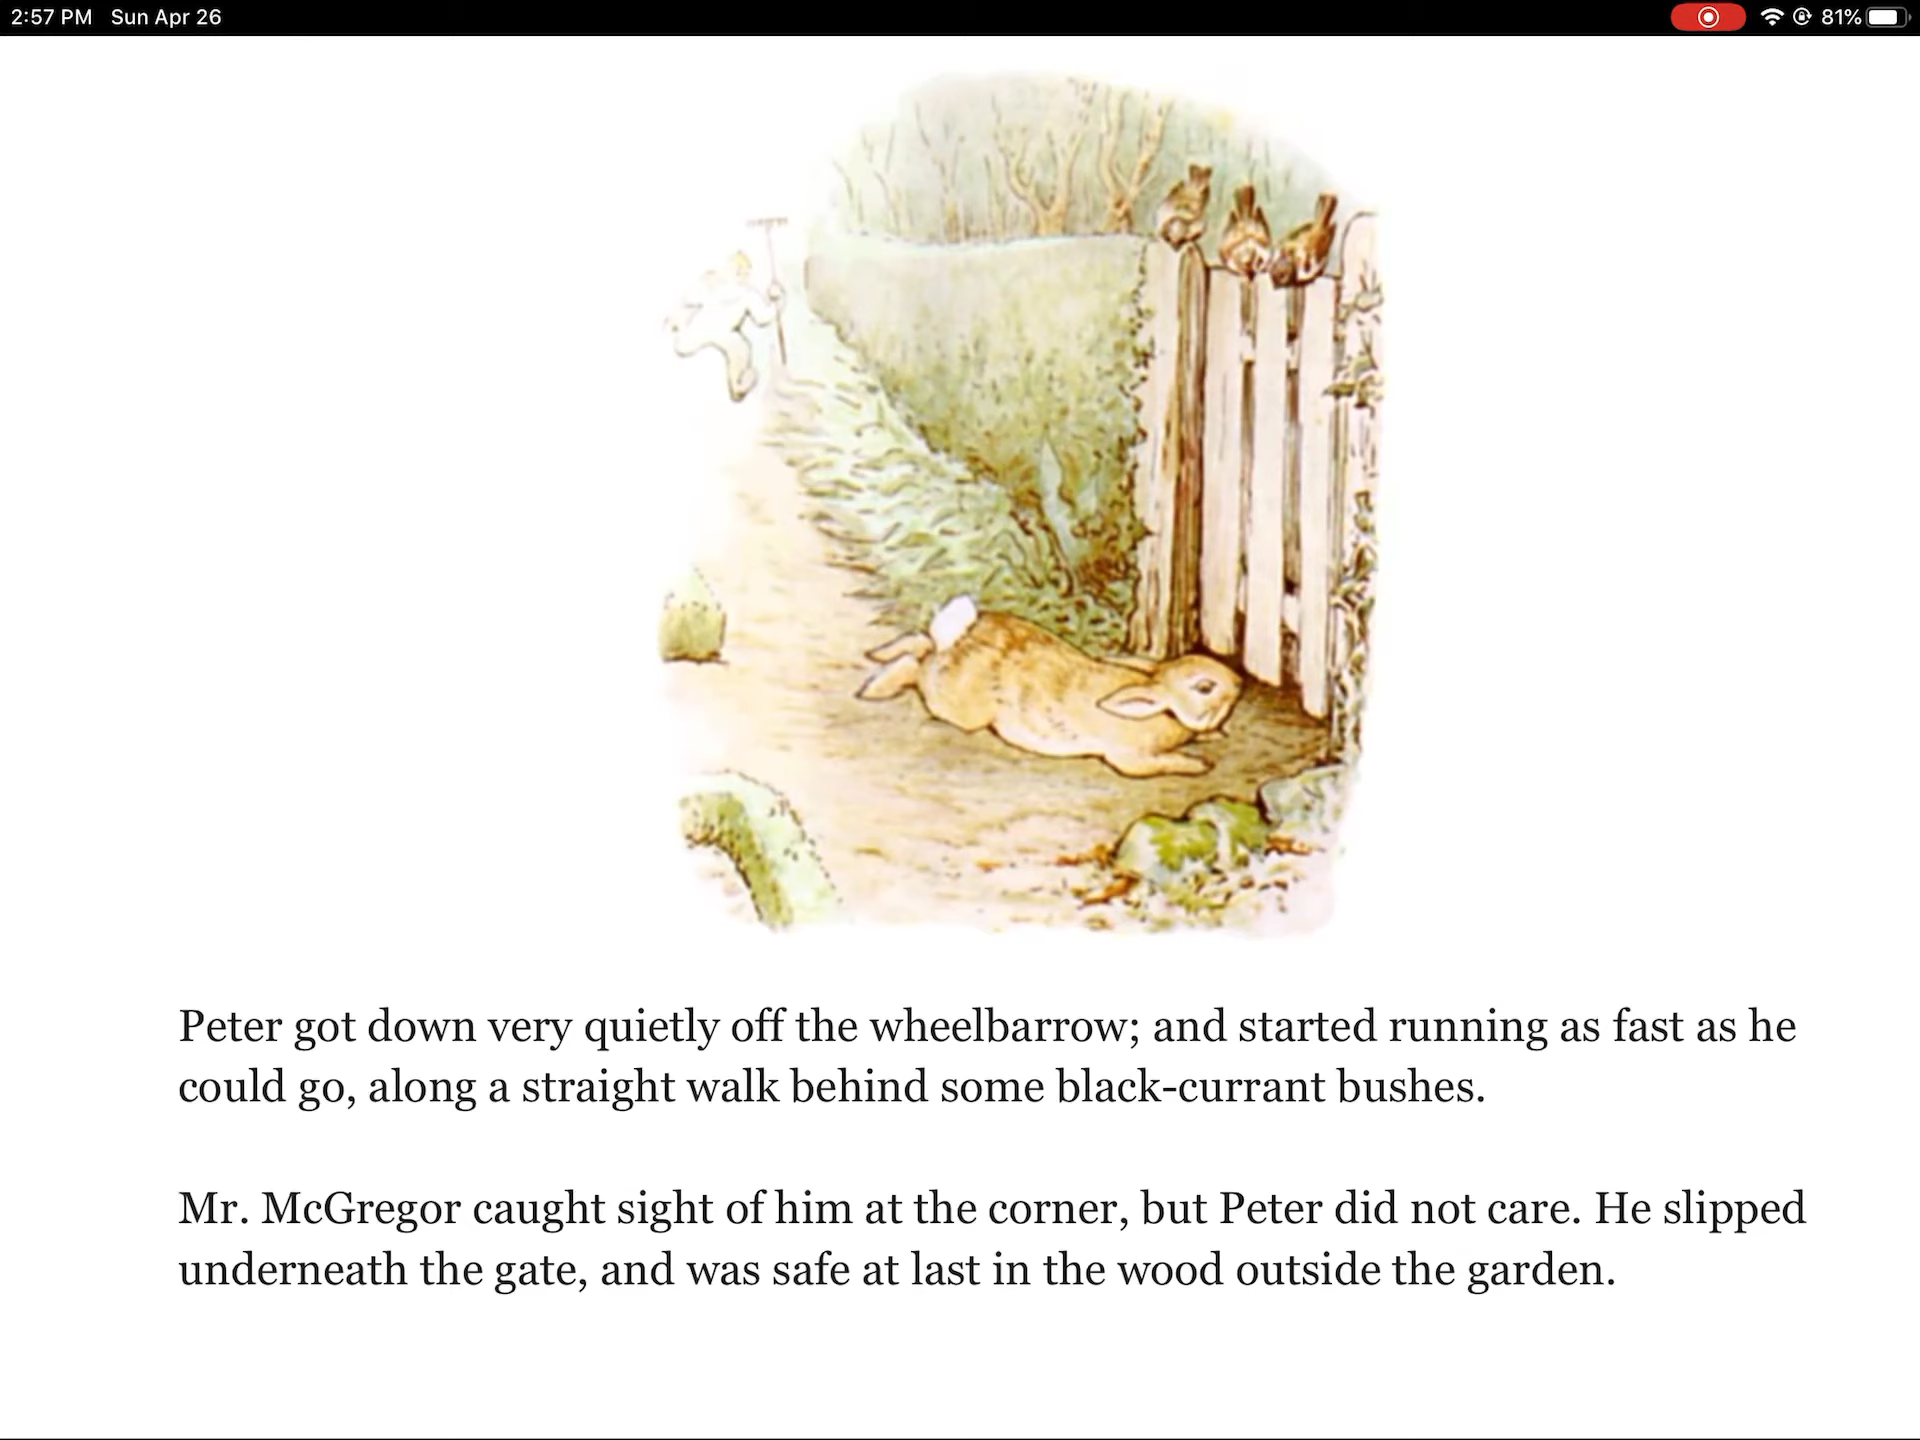 2:57 PM Sun Apr 26 81%
Peter got down very quietly off the wheelbarrow; and started running as fast as he
could go, along a straight walk behind some black-currant bushes.
Mr. McGregor caught sight of him at the corner, but Peter did not care. He slipped
underneath the gate, and was safe at last in the wood outside the garden.